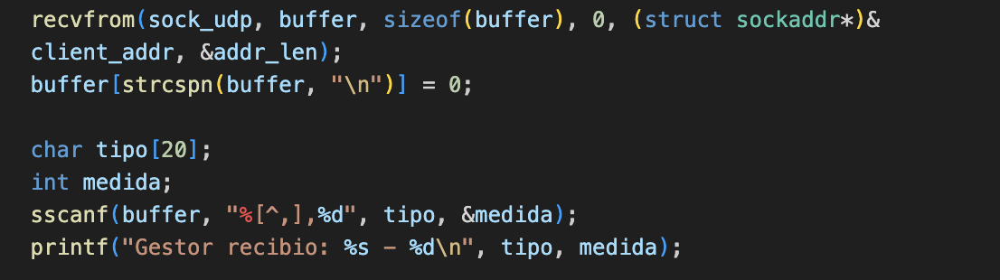 recvfrom(sock_udp, buffer, sizeof(buffer), 0, (struct sockaddr*)&
client_addr, &addr_len);
buffer[strcspn(buffer, "\n")] = 0;
char tipo[20];
int medida;
sscanf(buffer, "%[^,],%d", tipo, &medida);
printf("Gestor recibio: %s - %d\n", tipo, medida);